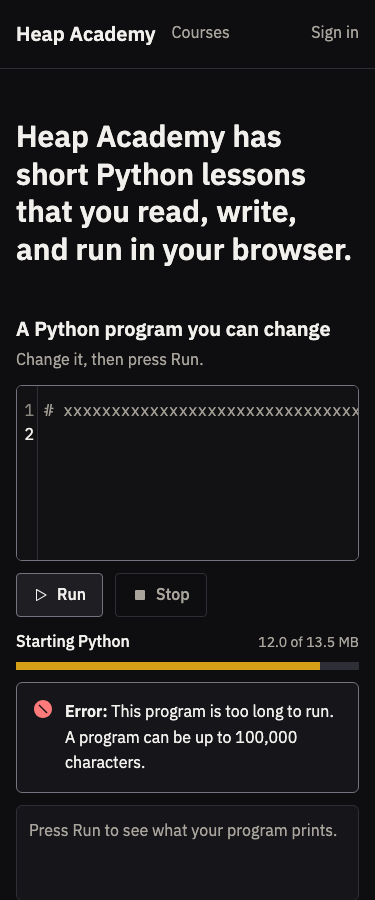 Heap Academy Courses Sign in
Heap Academy has
short Python lessons
that you read, write,
and run in your browser.
A Python program you can change
Change it, then press Run.
1 # xxxxxxxxxxxxxxxxxxxxxxxxxxxxxxx
2
Run Stop
Starting Python 12.0 of 13.5 MB
Error: This program is too long to run.
A program can be up to 100,000
characters.
Press Run to see what your program prints.